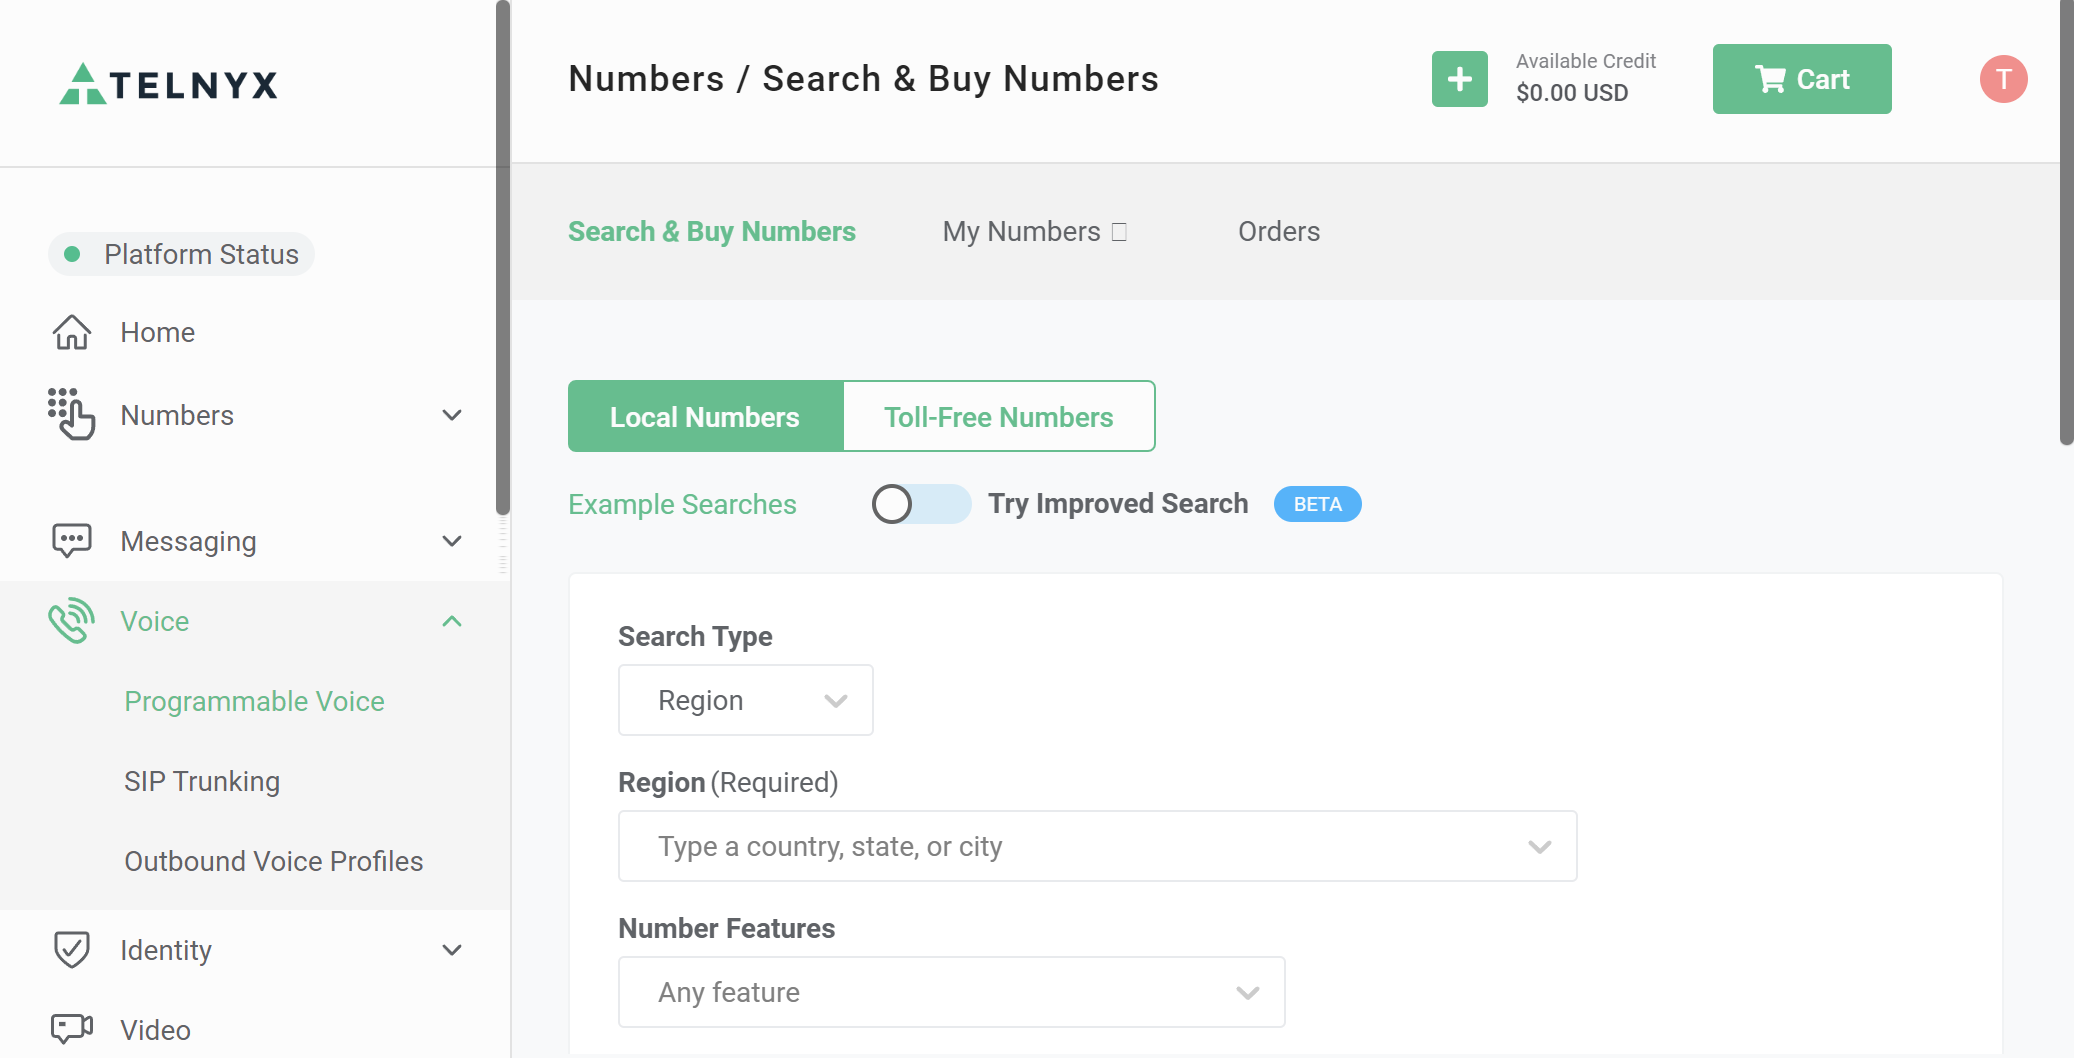 TELNYX
Numbers / Search & Buy Numbers
Available Credit
$0.00 USD
Cart
T
Platform Status
Home
Numbers
Messaging
Voice
Programmable Voice
SIP Trunking
Outbound Voice Profiles
Identity
Video
Search & Buy Numbers
My Numbers
Orders
Local Numbers
Toll-Free Numbers
Example Searches
Try Improved Search
BETA
Search Type
Region
Region (Required)
Type a country, state, or city
Number Features
Any feature